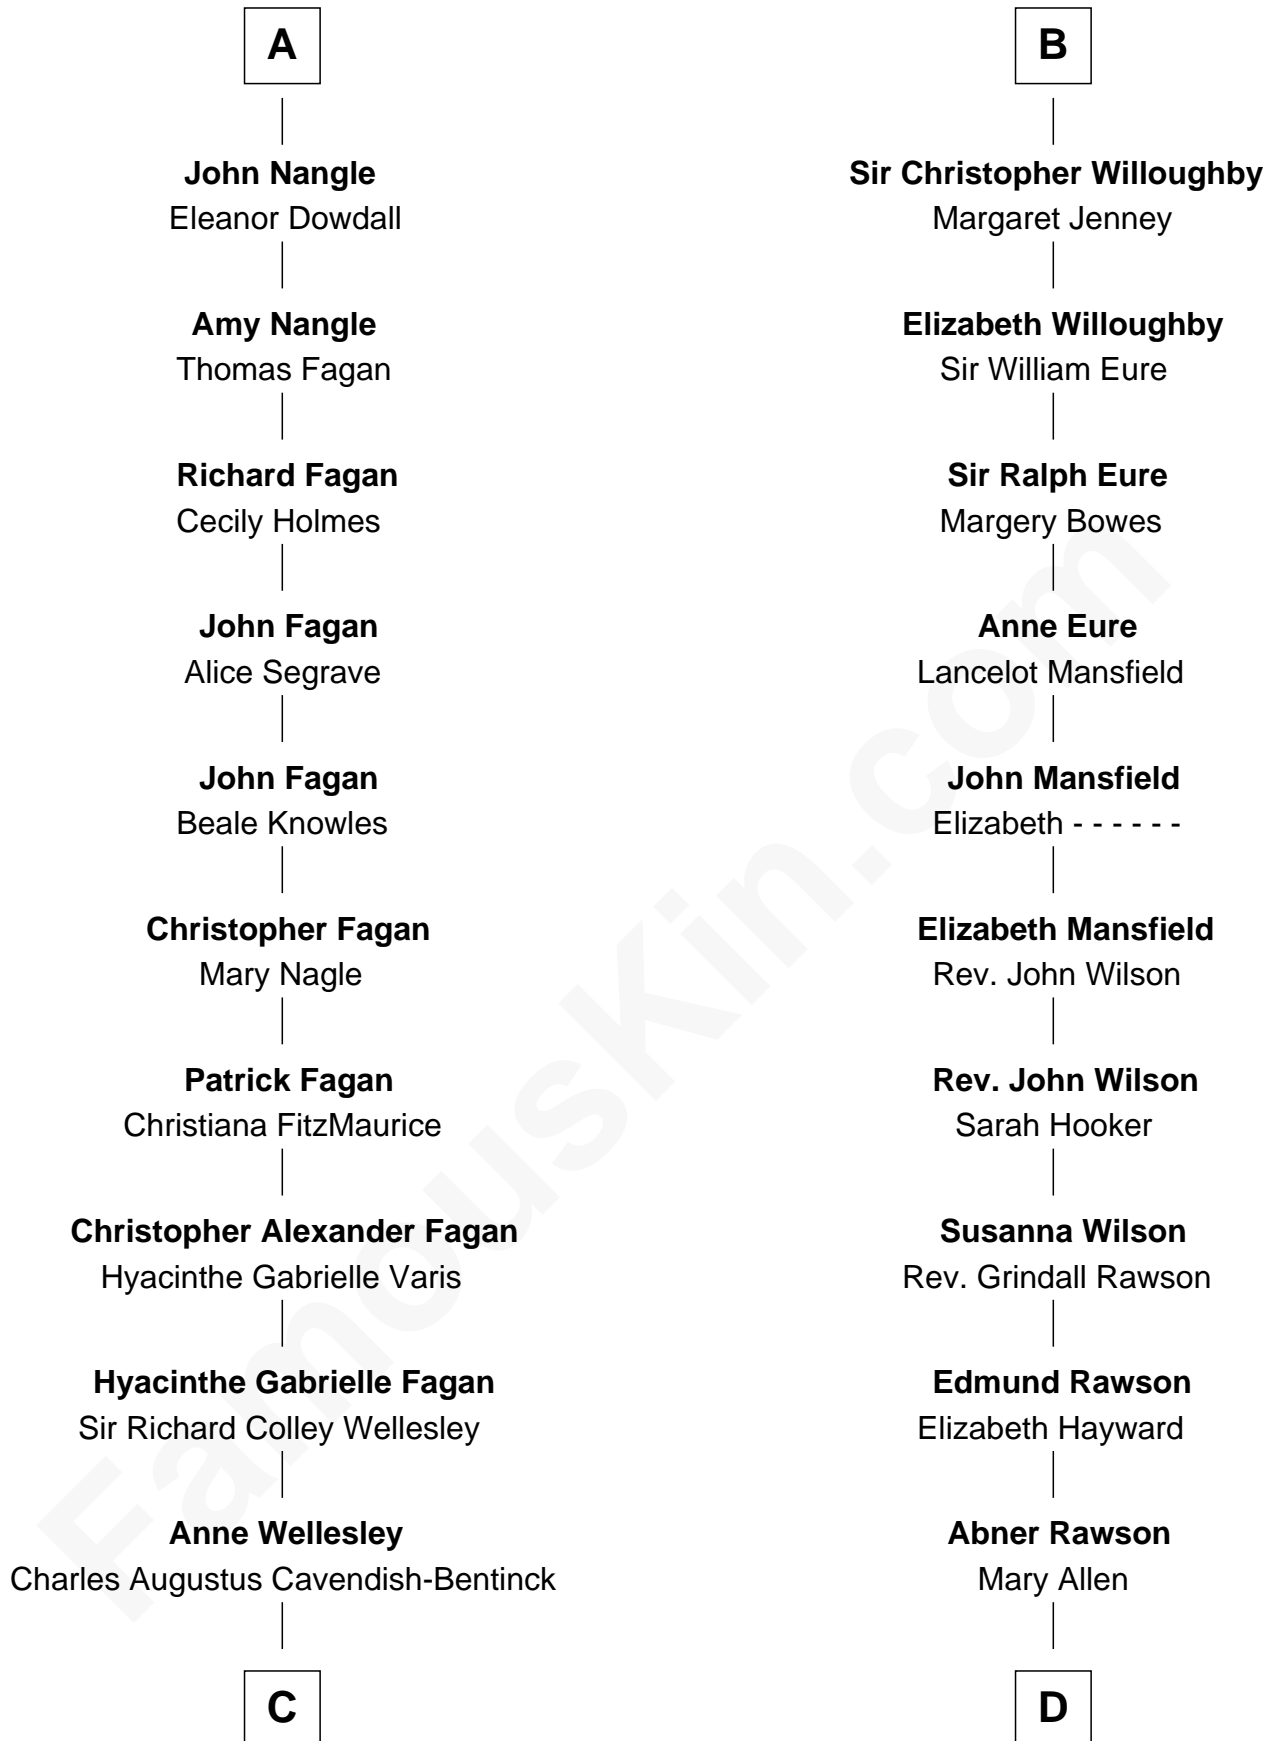 A
John Nangle
Eleanor Dowdall
Amy Nangle
Thomas Fagan
Richard Fagan
Cecily Holmes
John Fagan
Alice Segrave
John Fagan
Beale Knowles
Christopher Fagan
Mary Nagle
Patrick Fagan
Christiana FitzMaurice
Christopher Alexander Fagan
Hyacinthe Gabrielle Varis
Hyacinthe Gabrielle Fagan
Sir Richard Colley Wellesley
Anne Wellesley
Charles Augustus Cavendish-Bentinck
C
B
Sir Christopher Willoughby
Margaret Jenney
Elizabeth Willoughby
Sir William Eure
Sir Ralph Eure
Margery Bowes
Anne Eure
Lancelot Mansfield
John Mansfield
Elizabeth - - - - - -
Elizabeth Mansfield
Rev. John Wilson
Rev. John Wilson
Sarah Hooker
Susanna Wilson
Rev. Grindall Rawson
Edmund Rawson
Elizabeth Hayward
Abner Rawson
Mary Allen
D
FamousKin.com